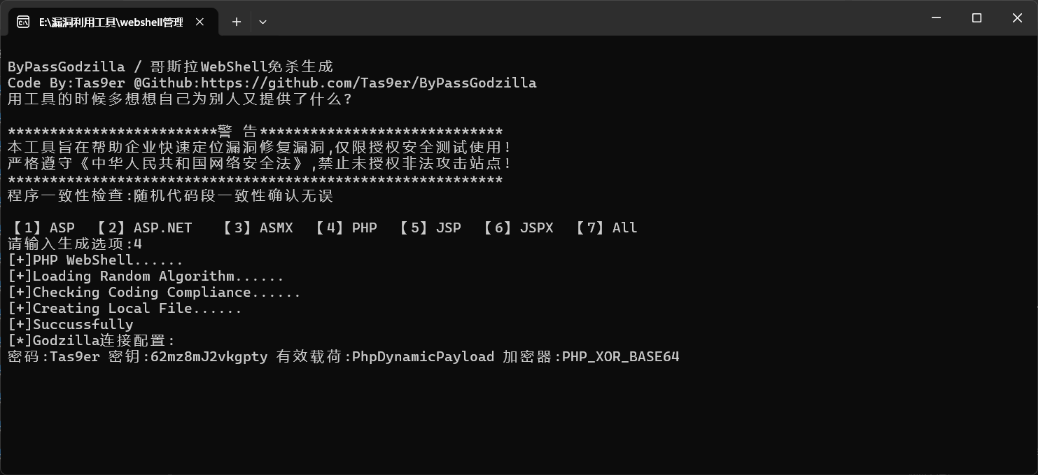 E:\漏洞利用工具\webshell管理
ByPassGodzilla / 哥斯拉WebShell免杀生成
Code By:Tas9er @Github:https://github.com/Tas9er/ByPassGodzilla
用工具的时候多想想自己为别人又提供了什么?
*************************警 告*****************************
本工具旨在帮助企业快速定位漏洞修复漏洞,仅限授权安全测试使用!
严格遵守《中华人民共和国网络安全法》,禁止未授权非法攻击站点!
***********************************************************
程序一致性检查:随机代码段一致性确认无误
【1】ASP 【2】ASP.NET  【3】ASMX 【4】PHP 【5】JSP 【6】JSPX 【7】All
请输入生成选项:4
[+]PHP WebShell......
[+]Loading Random Algorithm......
[+]Checking Coding Compliance......
[+]Creating Local File......
[+]Succussfully
[*]Godzilla连接配置:
密码:Tas9er 密钥:62mz8mJ2vkgpty 有效载荷:PhpDynamicPayload 加密器:PHP_XOR_BASE64